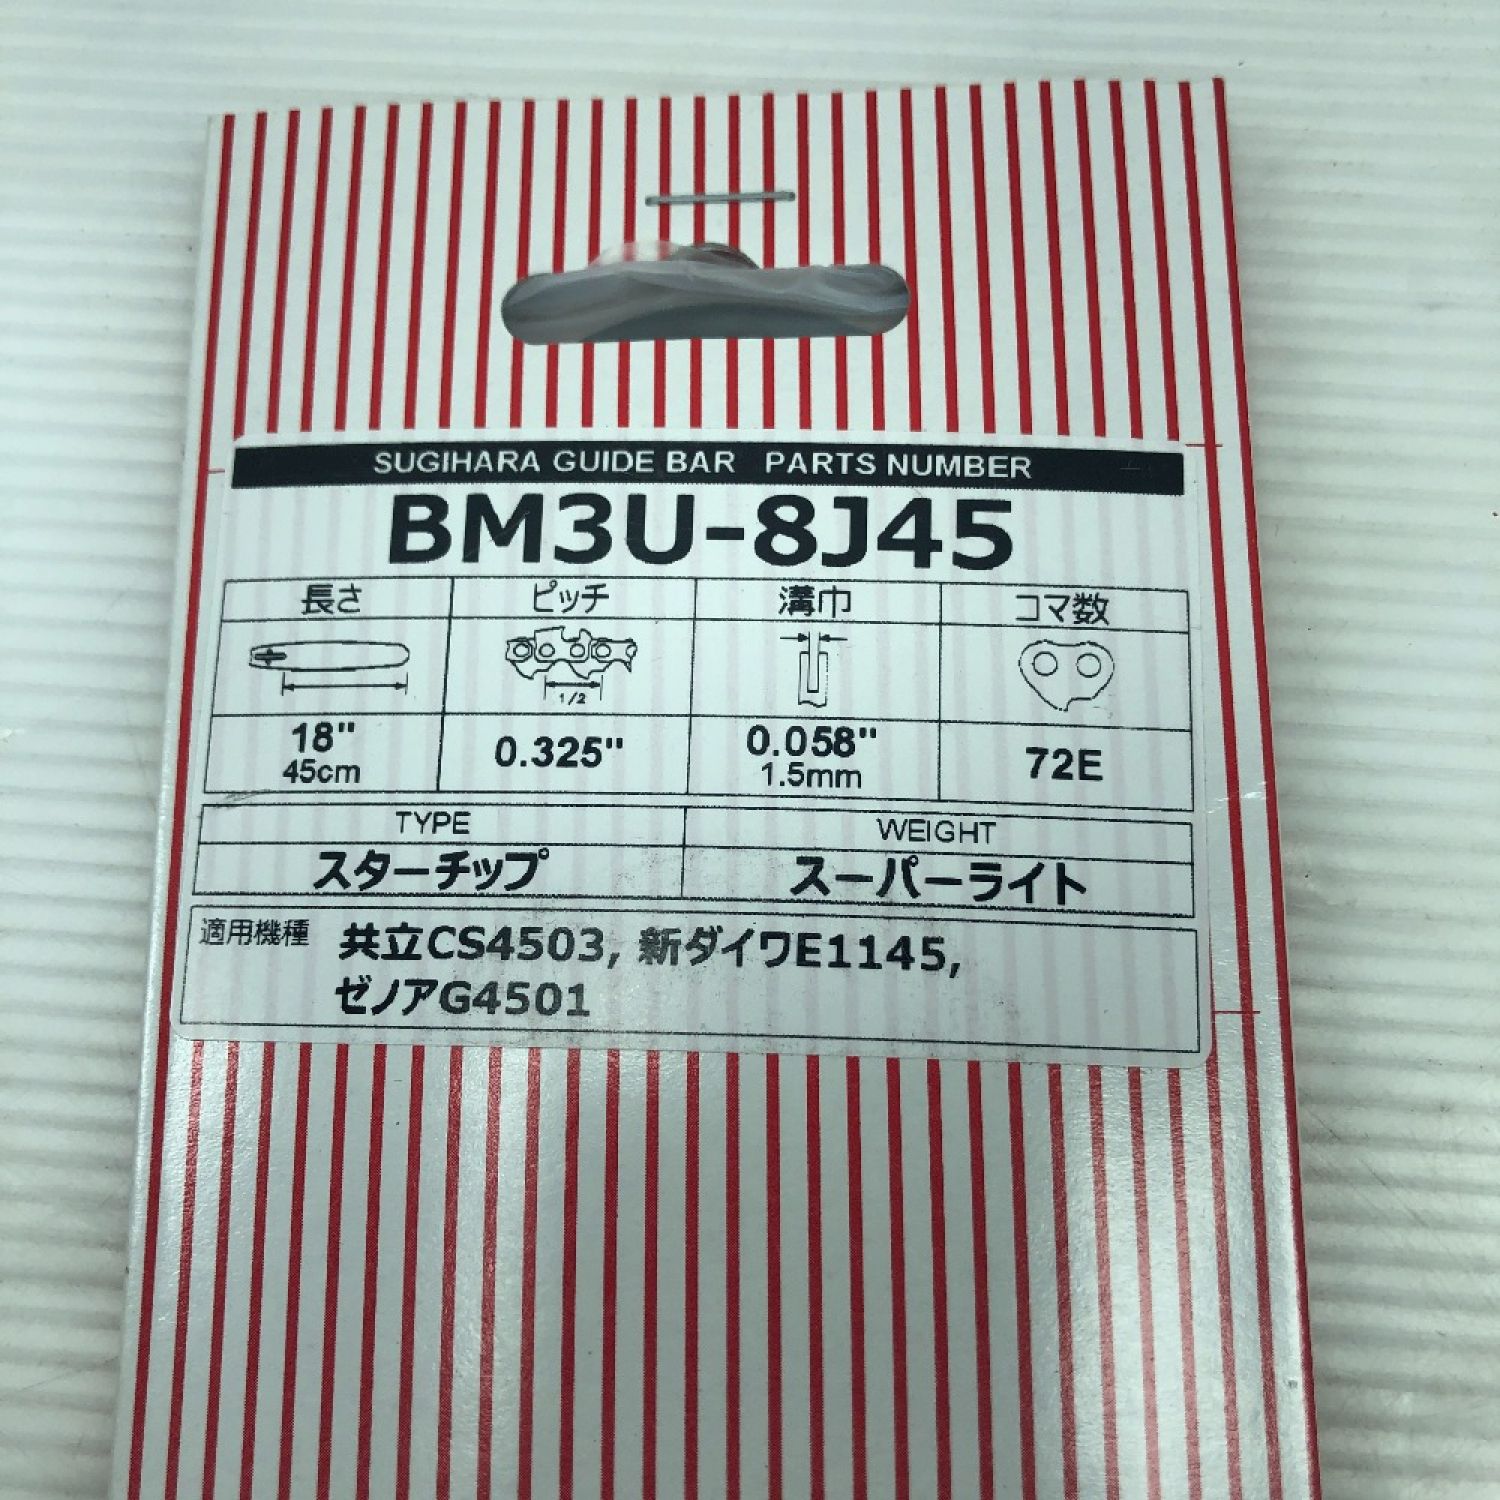 SUGIHARA GUIDE BAR PARTS NUMBER
BM3U-8J45
長さ ピッチ 溝巾 コマ数
1/2
18" 0.325" 0.058" 72E
45cm 1.5mm
TYPE WEIGHT
スターチップ スーパーライト
適用機種 共立CS4503, 新ダイワE1145,
ゼノアG4501